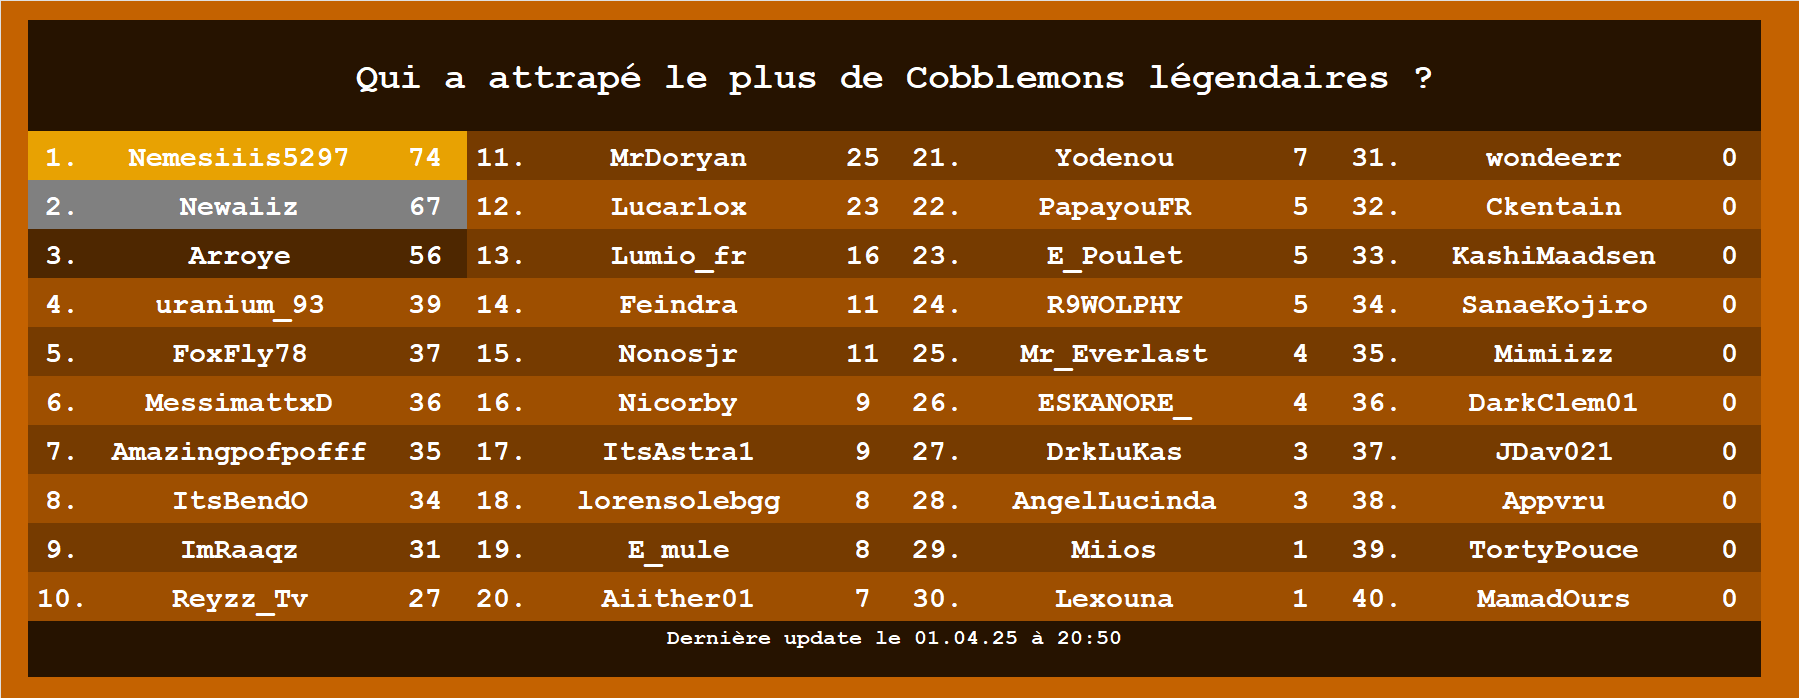 Qui a attrapé le plus de Cobblemons légendaires ?
1. Nemesiiis5297 74 11. MrDoryan 25 21. Yodenou 7 31. wondeerr 0
2. Newaiiz 67 12. Lucarlox 23 22. PapayouFR 5 32. Ckentain 0
3. Arroye 56 13. Lumio_fr 16 23. E_Poulet 5 33. KashiMaadsen 0
4. uranium_93 39 14. Feindra 11 24. R9WOLPHY 5 34. SanaeKojiro 0
5. FoxFly78 37 15. Nonosjr 11 25. Mr_Everlast 4 35. Mimiizz 0
6. MessimattxD 36 16. Nicorby 9 26. ESKANORE_ 4 36. DarkClem01 0
7. Amazingpofpofff 35 17. ItsAstra1 9 27. DrkLuKas 3 37. JDav021 0
8. ItsBendO 34 18. lorensolebgg 8 28. AngelLucinda 3 38. Appvru 0
9. ImRaaqz 31 19. E_mule 8 29. Miios 1 39. TortyPouce 0
10. Reyzz_Tv 27 20. Aiither01 7 30. Lexouna 1 40. MamadOurs 0
Dernière update le 01.04.25 à 20:50